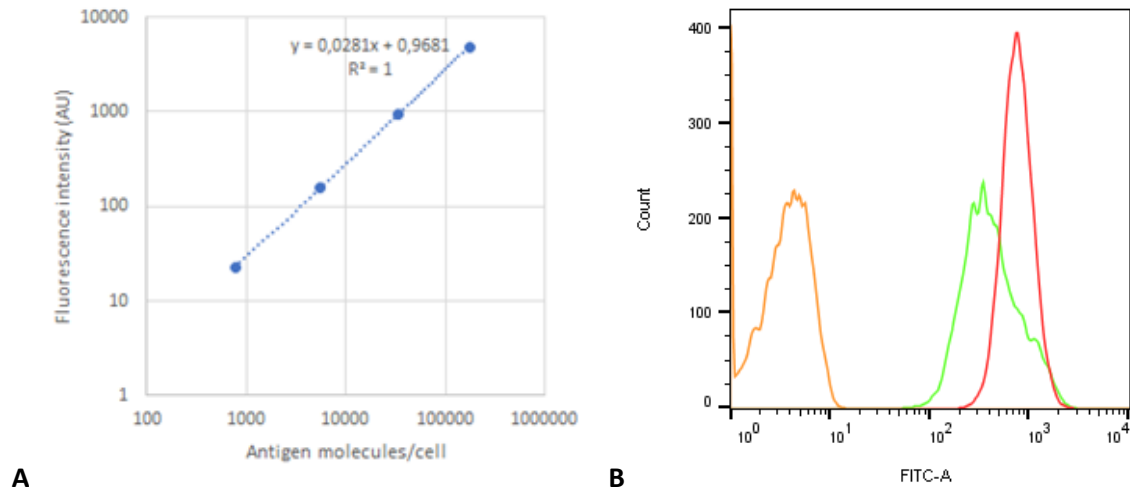 10000
1000
100
10
1
y = 0,0281x + 0,9681
R² = 1
Fluorescence intensity (AU)
100 1000 10000 100000 1000000
Antigen molecules/cell
A
400
300
200
100
0
Count
10⁰ 10¹ 10² 10³ 10⁴
FITC-A
B